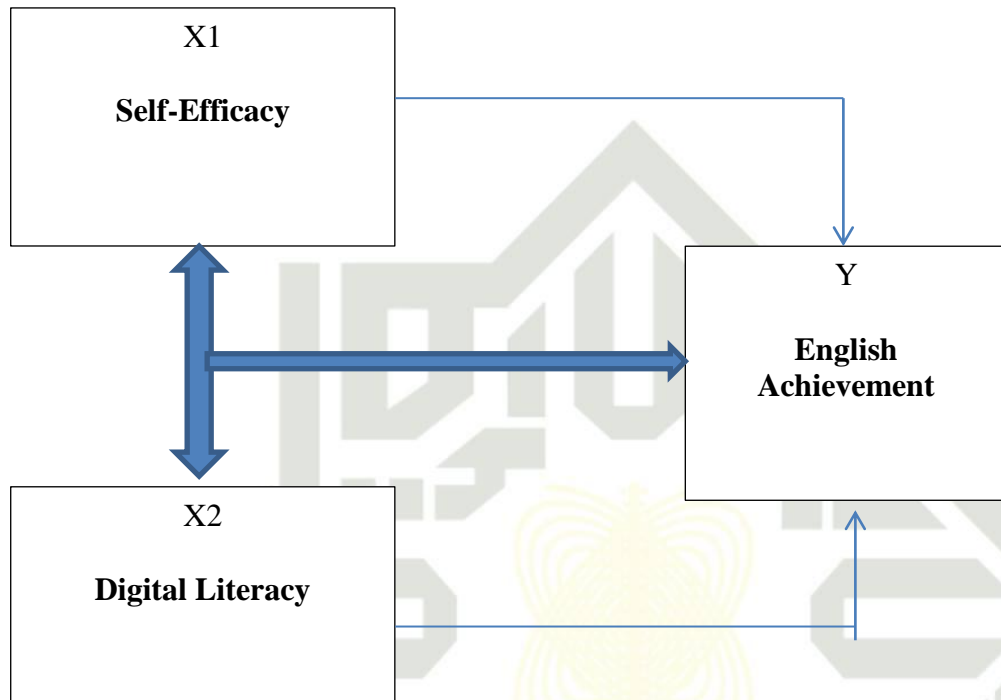 X1
Self-Efficacy
Y
English
Achievement
X2
Digital Literacy